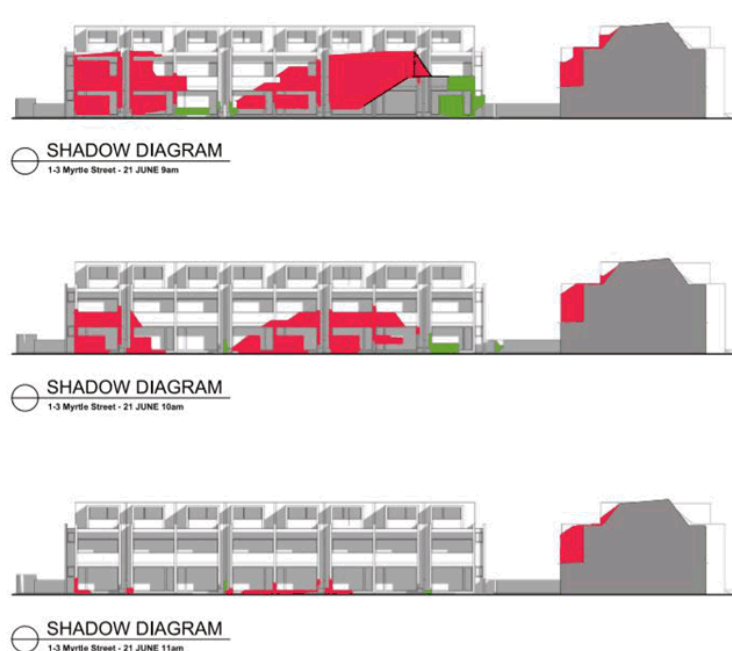 SHADOW DIAGRAM
1-3 Myrtle Street - 21 JUNE 9am
SHADOW DIAGRAM
1-3 Myrtle Street - 21 JUNE 10am
SHADOW DIAGRAM
1-3 Myrtle Street - 21 JUNE 11am